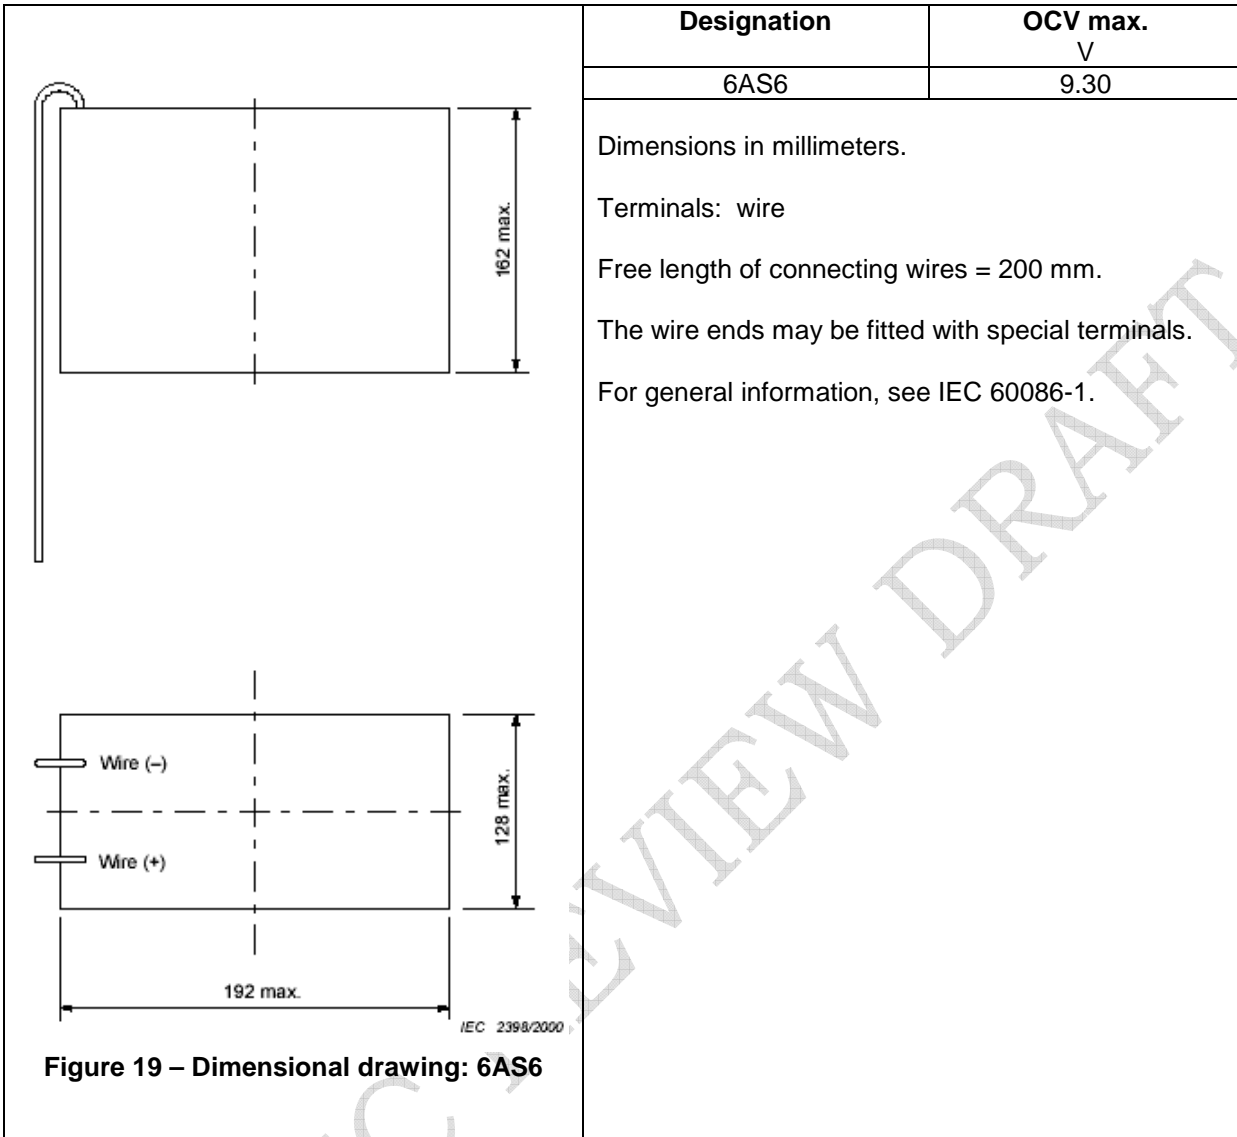 Designation
OCV max.
V
6AS6
9.30
Dimensions in millimeters.
Terminals: wire
Free length of connecting wires = 200 mm.
The wire ends may be fitted with special terminals.
For general information, see IEC 60086-1.
162 max.
Wire (–)
Wire (+)
128 max.
192 max.
IEC 2398/2000
Figure 19 – Dimensional drawing: 6AS6
REVIEW DRAFT